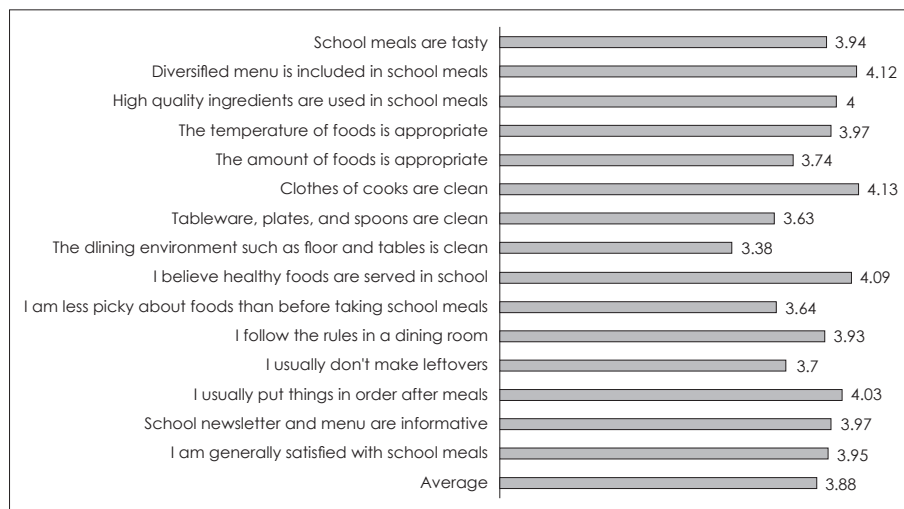 School meals are tasty 3.94
Diversified menu is included in school meals 4.12
High quality ingredients are used in school meals 4
The temperature of foods is appropriate 3.97
The amount of foods is appropriate 3.74
Clothes of cooks are clean 4.13
Tableware, plates, and spoons are clean 3.63
The dlining environment such as floor and tables is clean 3.38
I believe healthy foods are served in school 4.09
I am less picky about foods than before taking school meals 3.64
I follow the rules in a dining room 3.93
I usually don't make leftovers 3.7
I usually put things in order after meals 4.03
School newsletter and menu are informative 3.97
I am generally satisfied with school meals 3.95
Average 3.88